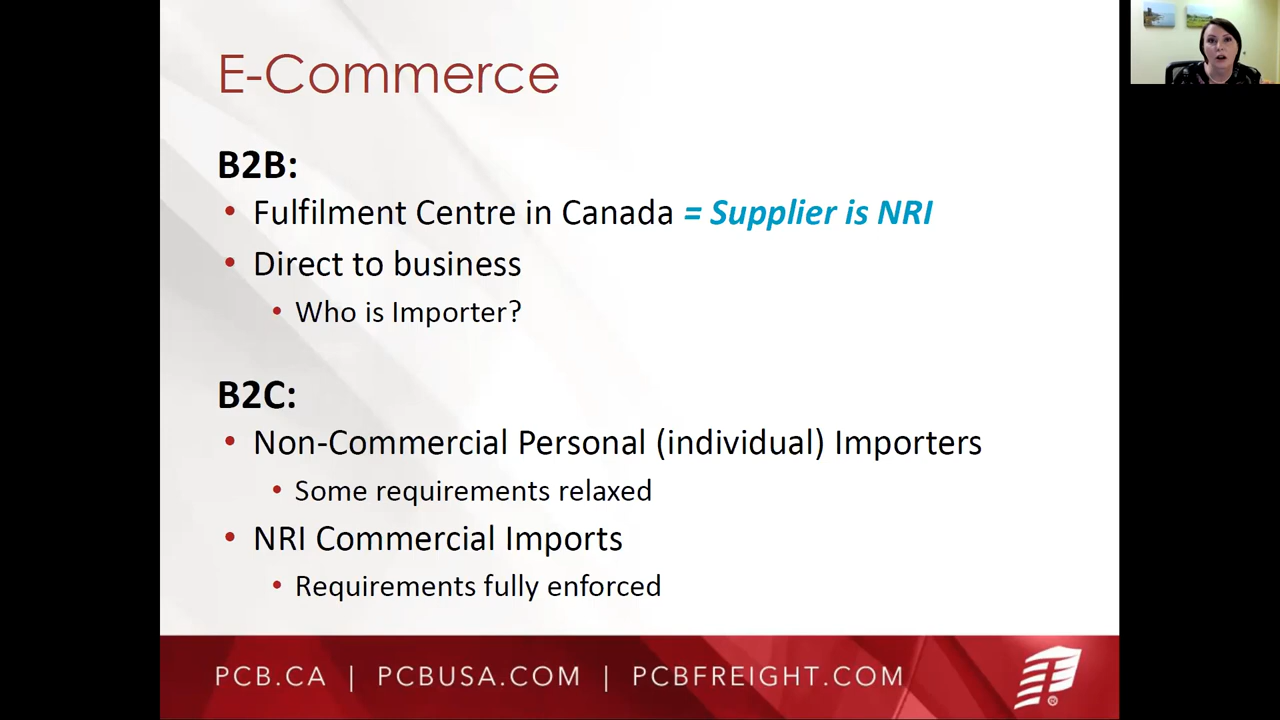 E-Commerce
B2B:
• Fulfilment Centre in Canada = Supplier is NRI
• Direct to business
• Who is Importer?
B2C:
• Non-Commercial Personal (individual) Importers
• Some requirements relaxed
• NRI Commercial Imports
• Requirements fully enforced
PCB.CA | PCBUSA.COM | PCBFREIGHT.COM
®